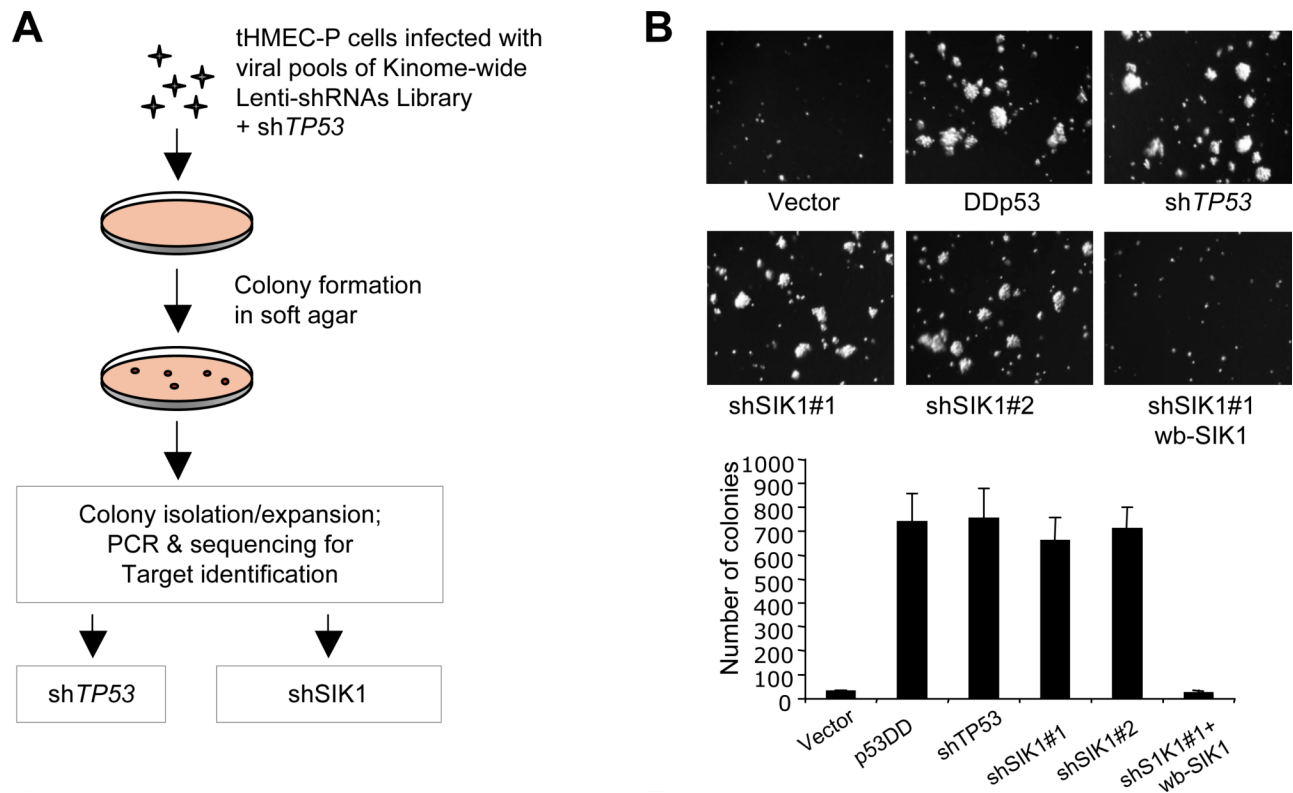 A
tHMEC-P cells infected with
viral pools of Kinome-wide
Lenti-shRNAs Library
+ shTP53
Colony formation
in soft agar
Colony isolation/expansion;
PCR & sequencing for
Target identification
shTP53
shSIK1
B
Vector
DDp53
shTP53
shSIK1#1
shSIK1#2
shSIK1#1
wb-SIK1
Number of colonies
1000
900
800
700
600
500
400
300
200
100
0
Vector
p53DD
shTP53
shSIK1#1
shSIK1#2
shS1K1#1+
wb-SIK1